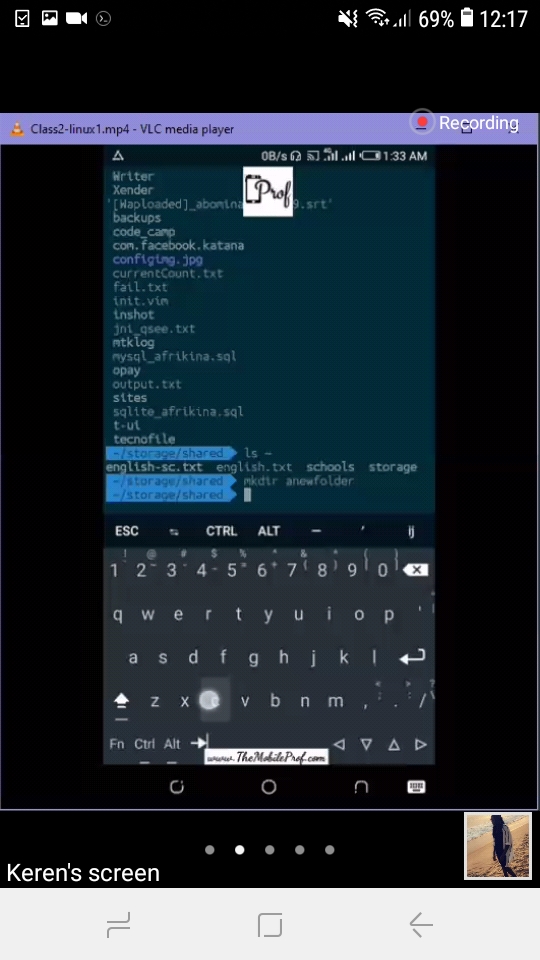 69% 12:17
Class2-linux1.mp4 - VLC media player
Recording
0B/s 1:33 AM
Writer
Prof
Xender
'[Waploaded]_abomina 9.srt'
backups
code_camp
com.facebook.katana
configimg.jpg
currentCount.txt
fail.txt
init.vim
inshot
jni_qsee.txt
mtklog
mysql_afrikina.sql
opay
output.txt
sites
sqlite_afrikina.sql
t-ui
tecnofile
~/storage/shared ls ~
english-sc.txt english.txt schools storage
~/storage/shared mkdir anewfolder
~/storage/shared
ESC CTRL ALT — ′ ij
! @ # $ % & ( )
1 2 3 4 5 6 7 8 9 0
q w e r t y u i o p '
a s d f g h j k l
z x c v b n m , . /
Fn Ctrl Alt
www.TheMobileProf.com
Keren's screen